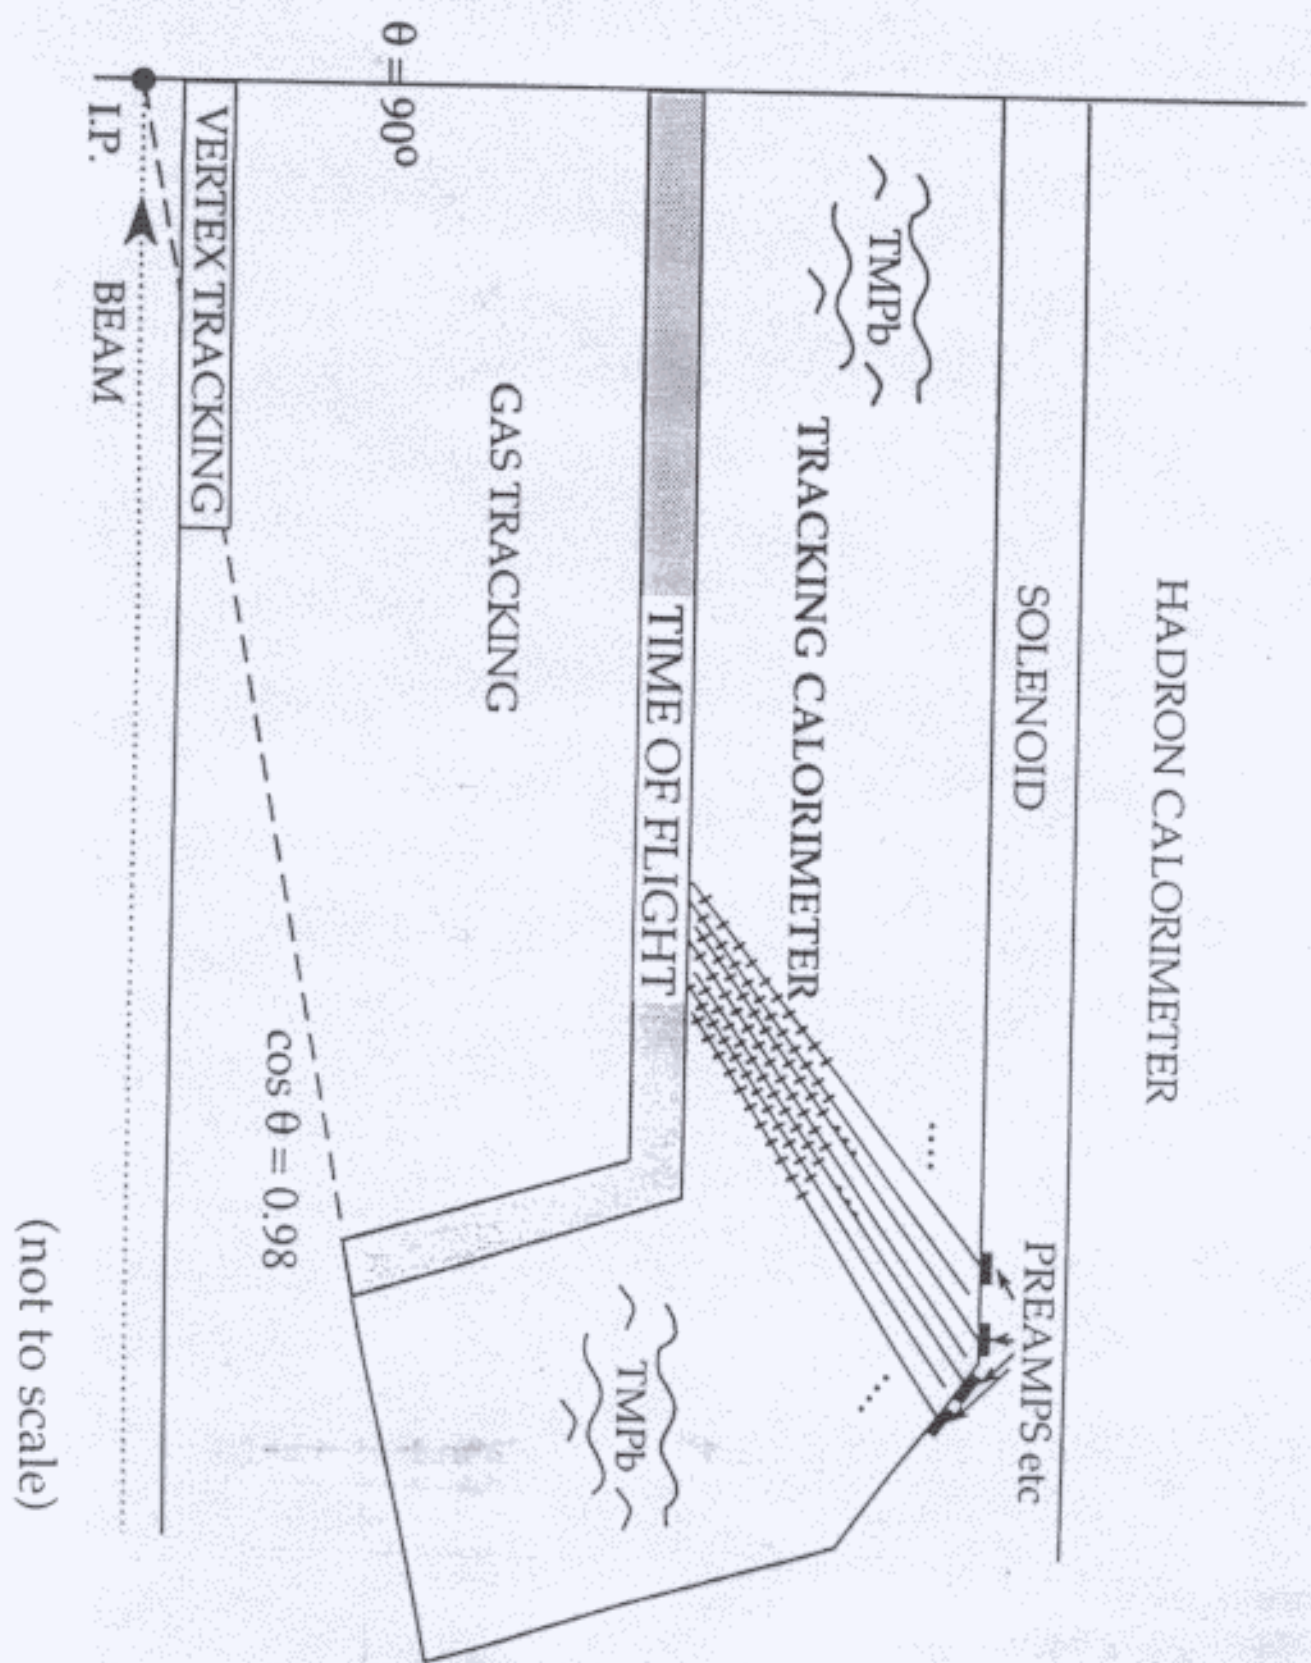 HADRON CALORIMETER
SOLENOID
PREAMPS etc
TMPb
TRACKING CALORIMETER
TIME OF FLIGHT
TMPb
GAS TRACKING
θ = 90º
VERTEX TRACKING
cos θ = 0.98
I.P.
BEAM
(not to scale)